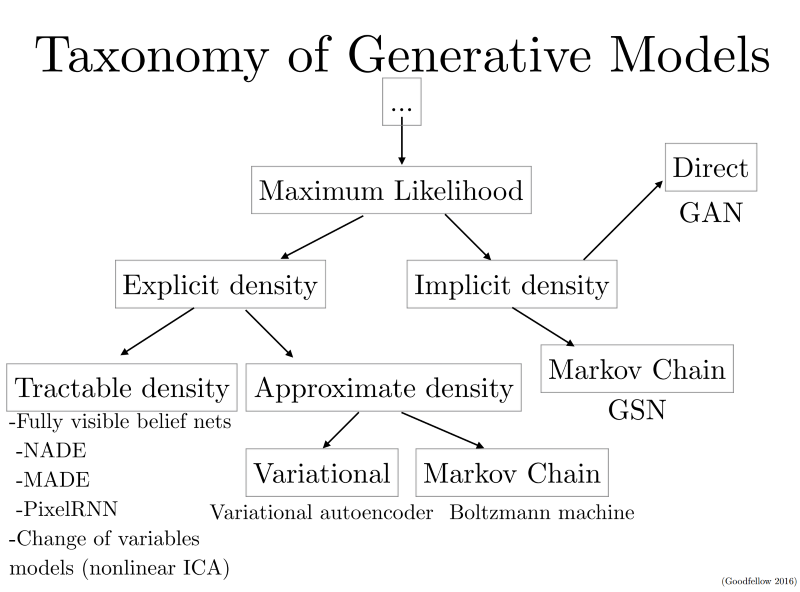 Taxonomy of Generative Models
...
Maximum Likelihood
Direct
GAN
Explicit density
Implicit density
Tractable density
-Fully visible belief nets
-NADE
-MADE
-PixelRNN
-Change of variables
models (nonlinear ICA)
Approximate density
Variational
Variational autoencoder
Markov Chain
Boltzmann machine
Markov Chain
GSN
(Goodfellow 2016)